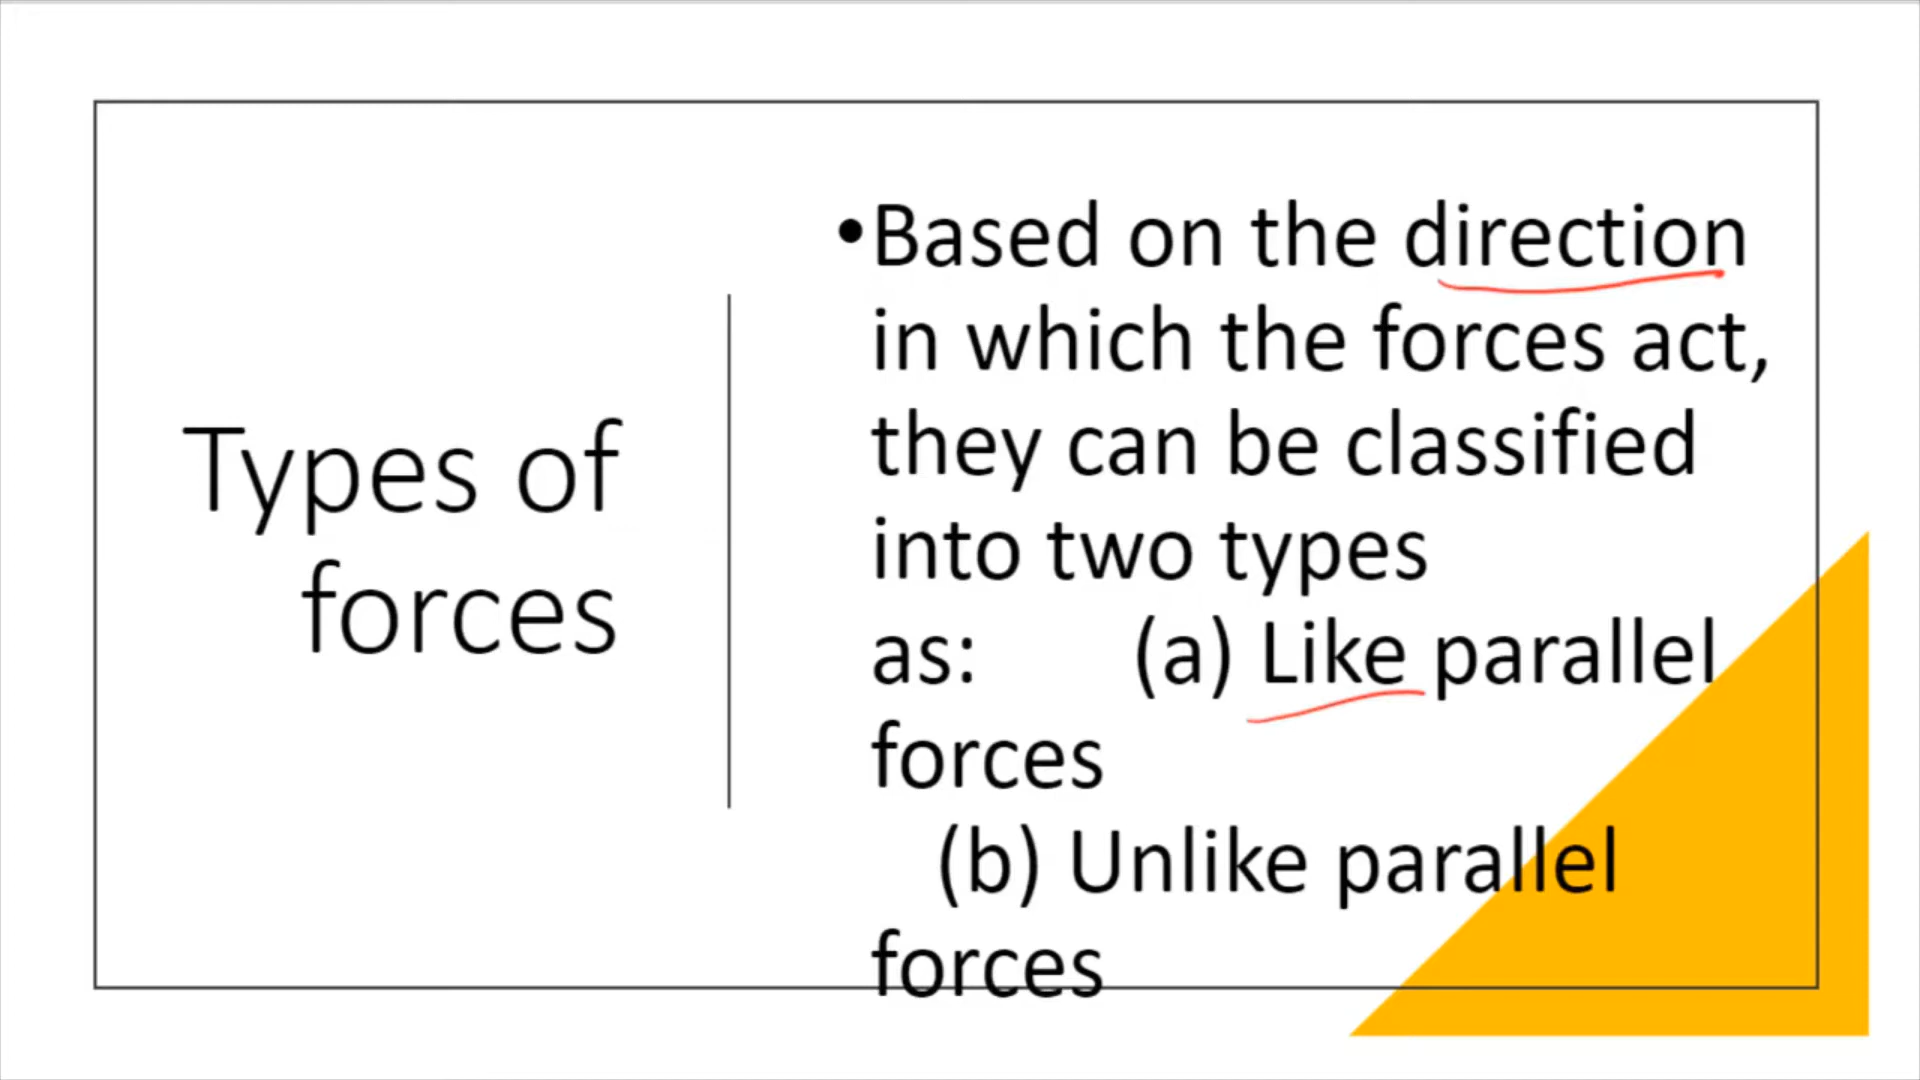 Types of
forces
•Based on the direction
in which the forces act,
they can be classified
into two types
as: (a) Like parallel
forces
(b) Unlike parallel
forces